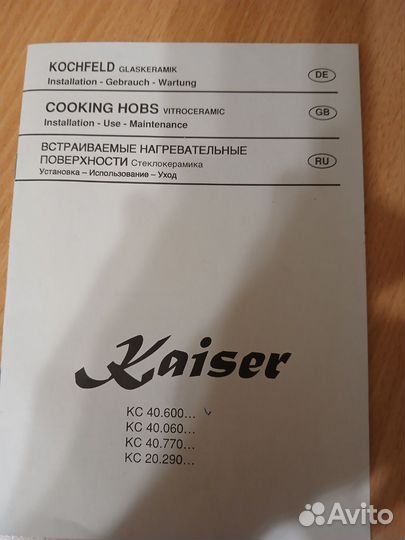 KOCHFELD GLASKERAMIK
Installation - Gebrauch - Wartung
DE
COOKING HOBS VITROCERAMIC
Installation - Use - Maintenance
GB
ВСТРАИВАЕМЫЕ НАГРЕВАТЕЛЬНЫЕ
ПОВЕРХНОСТИ Стеклокерамика
Установка – Использование – Уход
RU
Kaiser
KC 40.600...
KC 40.060...
KC 40.770...
KC 20.290...
Avito